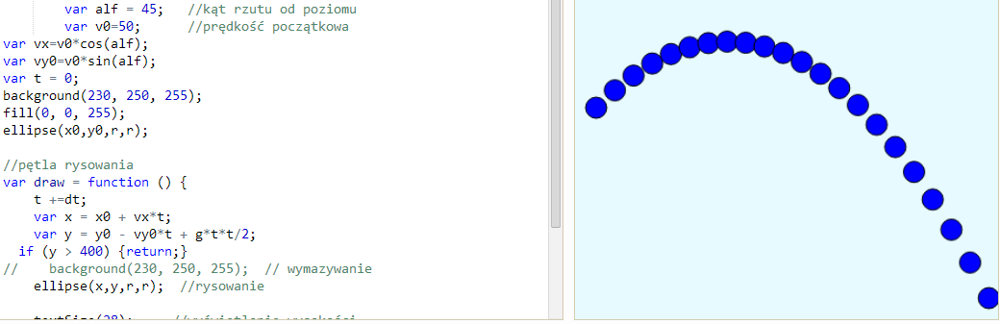 var alf = 45;   //kąt rzutu od poziomu
var v0=50;      //prędkość początkowa
var vx=v0*cos(alf);
var vy0=v0*sin(alf);
var t = 0;
background(230, 250, 255);
fill(0, 0, 255);
ellipse(x0,y0,r,r);
//pętla rysowania
var draw = function () {
t +=dt;
var x = x0 + vx*t;
var y = y0 - vy0*t + g*t*t/2;
if (y > 400) {return;}
//    background(230, 250, 255);  // wymazywanie
ellipse(x,y,r,r);  //rysowanie